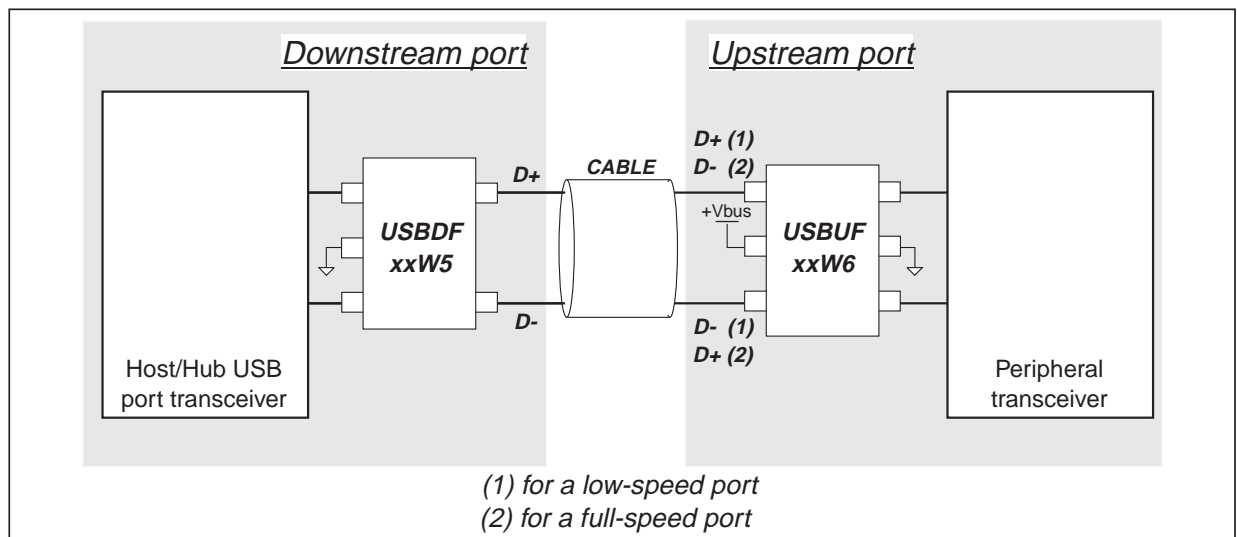 Downstream port
Upstream port
D+ (1)
D- (2)
D+
CABLE
+Vbus
USBDF
xxW5
USBUF
xxW6
D-
D- (1)
D+ (2)
Host/Hub USB
port transceiver
Peripheral
transceiver
(1) for a low-speed port
(2) for a full-speed port